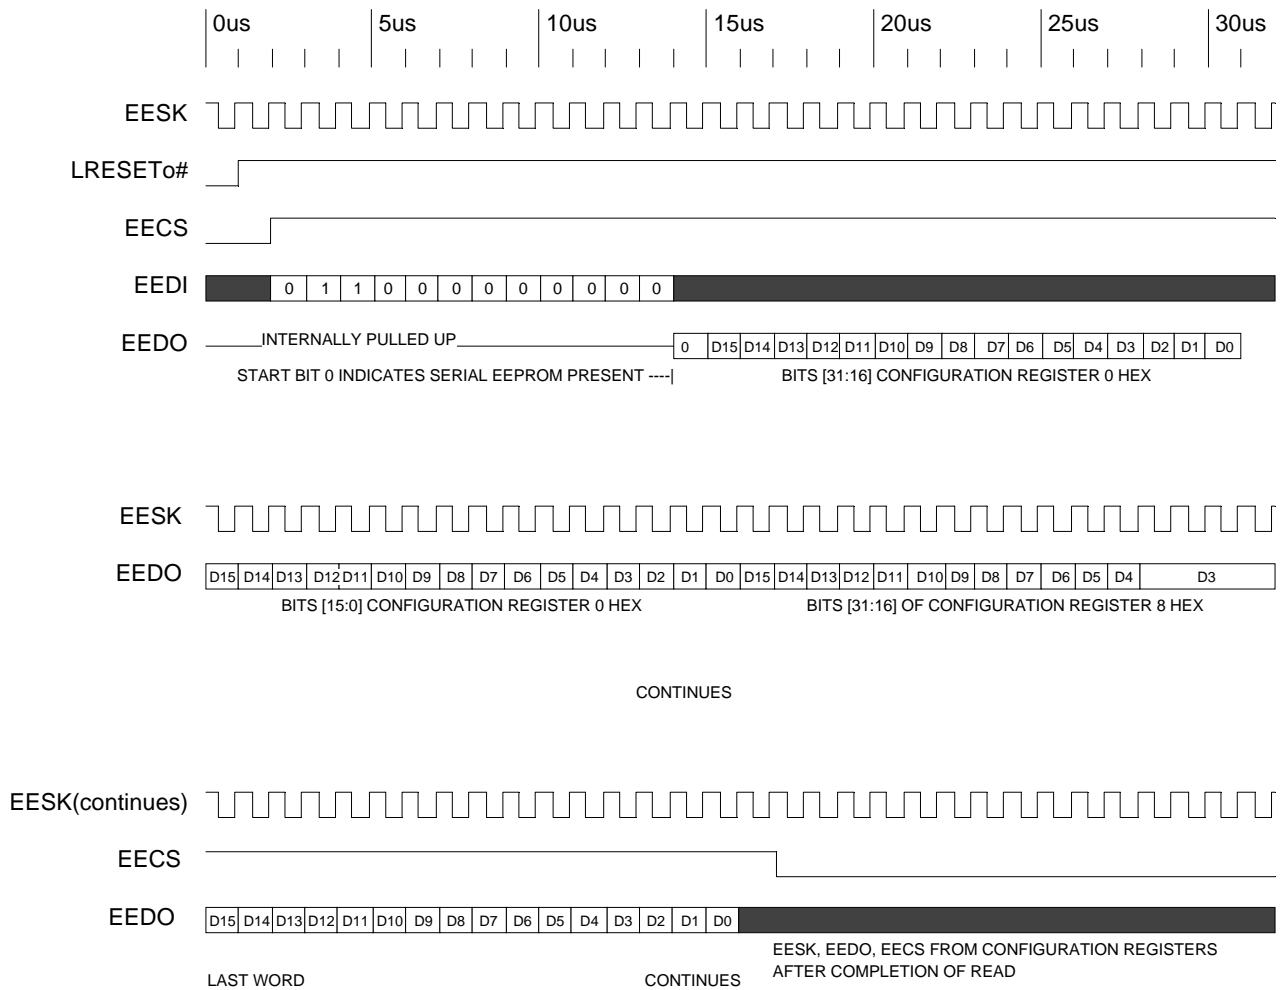 0us 5us 10us 15us 20us 25us 30us
EESK
LRESETo#
EECS
EEDI 0 1 1 0 0 0 0 0 0 0 0 0
EEDO INTERNALLY PULLED UP 0 D15 D14 D13 D12 D11 D10 D9 D8 D7 D6 D5 D4 D3 D2 D1 D0
START BIT 0 INDICATES SERIAL EEPROM PRESENT ----| BITS [31:16] CONFIGURATION REGISTER 0 HEX
EESK
EEDO D15 D14 D13 D12 D11 D10 D9 D8 D7 D6 D5 D4 D3 D2 D1 D0 D15 D14 D13 D12 D11 D10 D9 D8 D7 D6 D5 D4 D3
BITS [15:0] CONFIGURATION REGISTER 0 HEX BITS [31:16] OF CONFIGURATION REGISTER 8 HEX
CONTINUES
EESK(continues)
EECS
EEDO D15 D14 D13 D12 D11 D10 D9 D8 D7 D6 D5 D4 D3 D2 D1 D0
EESK, EEDO, EECS FROM CONFIGURATION REGISTERS
AFTER COMPLETION OF READ
LAST WORD CONTINUES